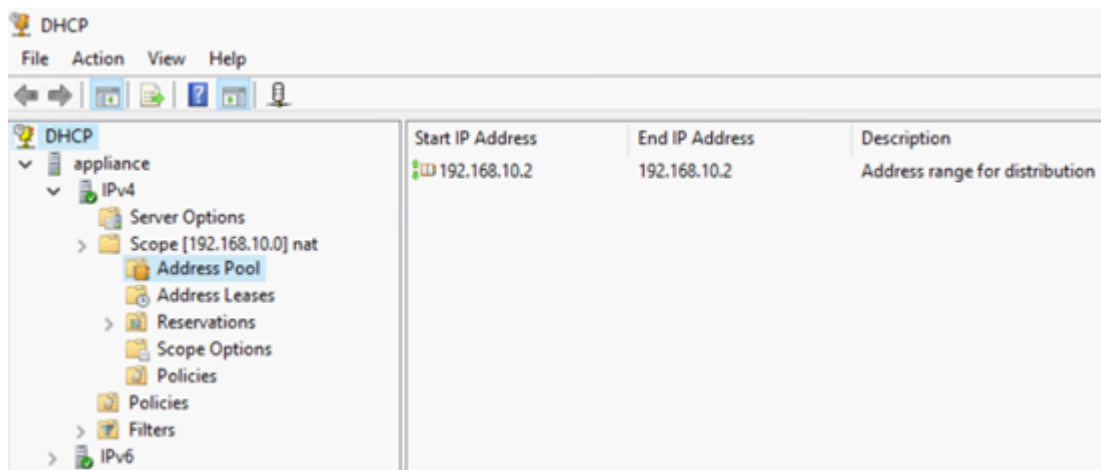 DHCP
File Action View Help
DHCP
appliance
IPv4
Server Options
Scope [192.168.10.0] nat
Address Pool
Address Leases
Reservations
Scope Options
Policies
Policies
Filters
IPv6
Start IP Address End IP Address Description
192.168.10.2 192.168.10.2 Address range for distribution